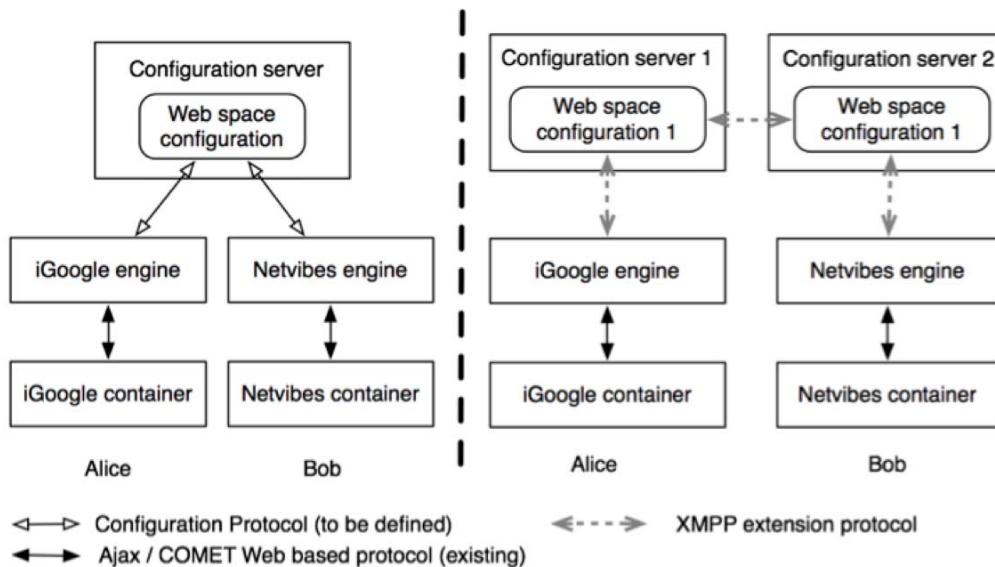 Configuration server
Web space
configuration
iGoogle engine
Netvibes engine
iGoogle container
Netvibes container
Alice
Bob
Configuration server 1
Web space
configuration 1
Configuration server 2
Web space
configuration 1
iGoogle engine
Netvibes engine
iGoogle container
Netvibes container
Alice
Bob
Configuration Protocol (to be defined)
XMPP extension protocol
Ajax / COMET Web based protocol (existing)